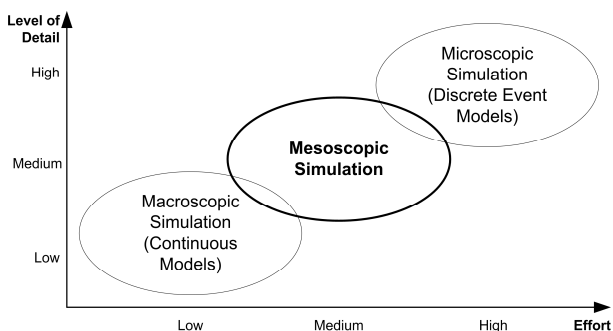 Level of
Detail
High
Medium
Low
Microscopic
Simulation
(Discrete Event
Models)
Mesoscopic
Simulation
Macroscopic
Simulation
(Continuous
Models)
Low
Medium
High
Effort